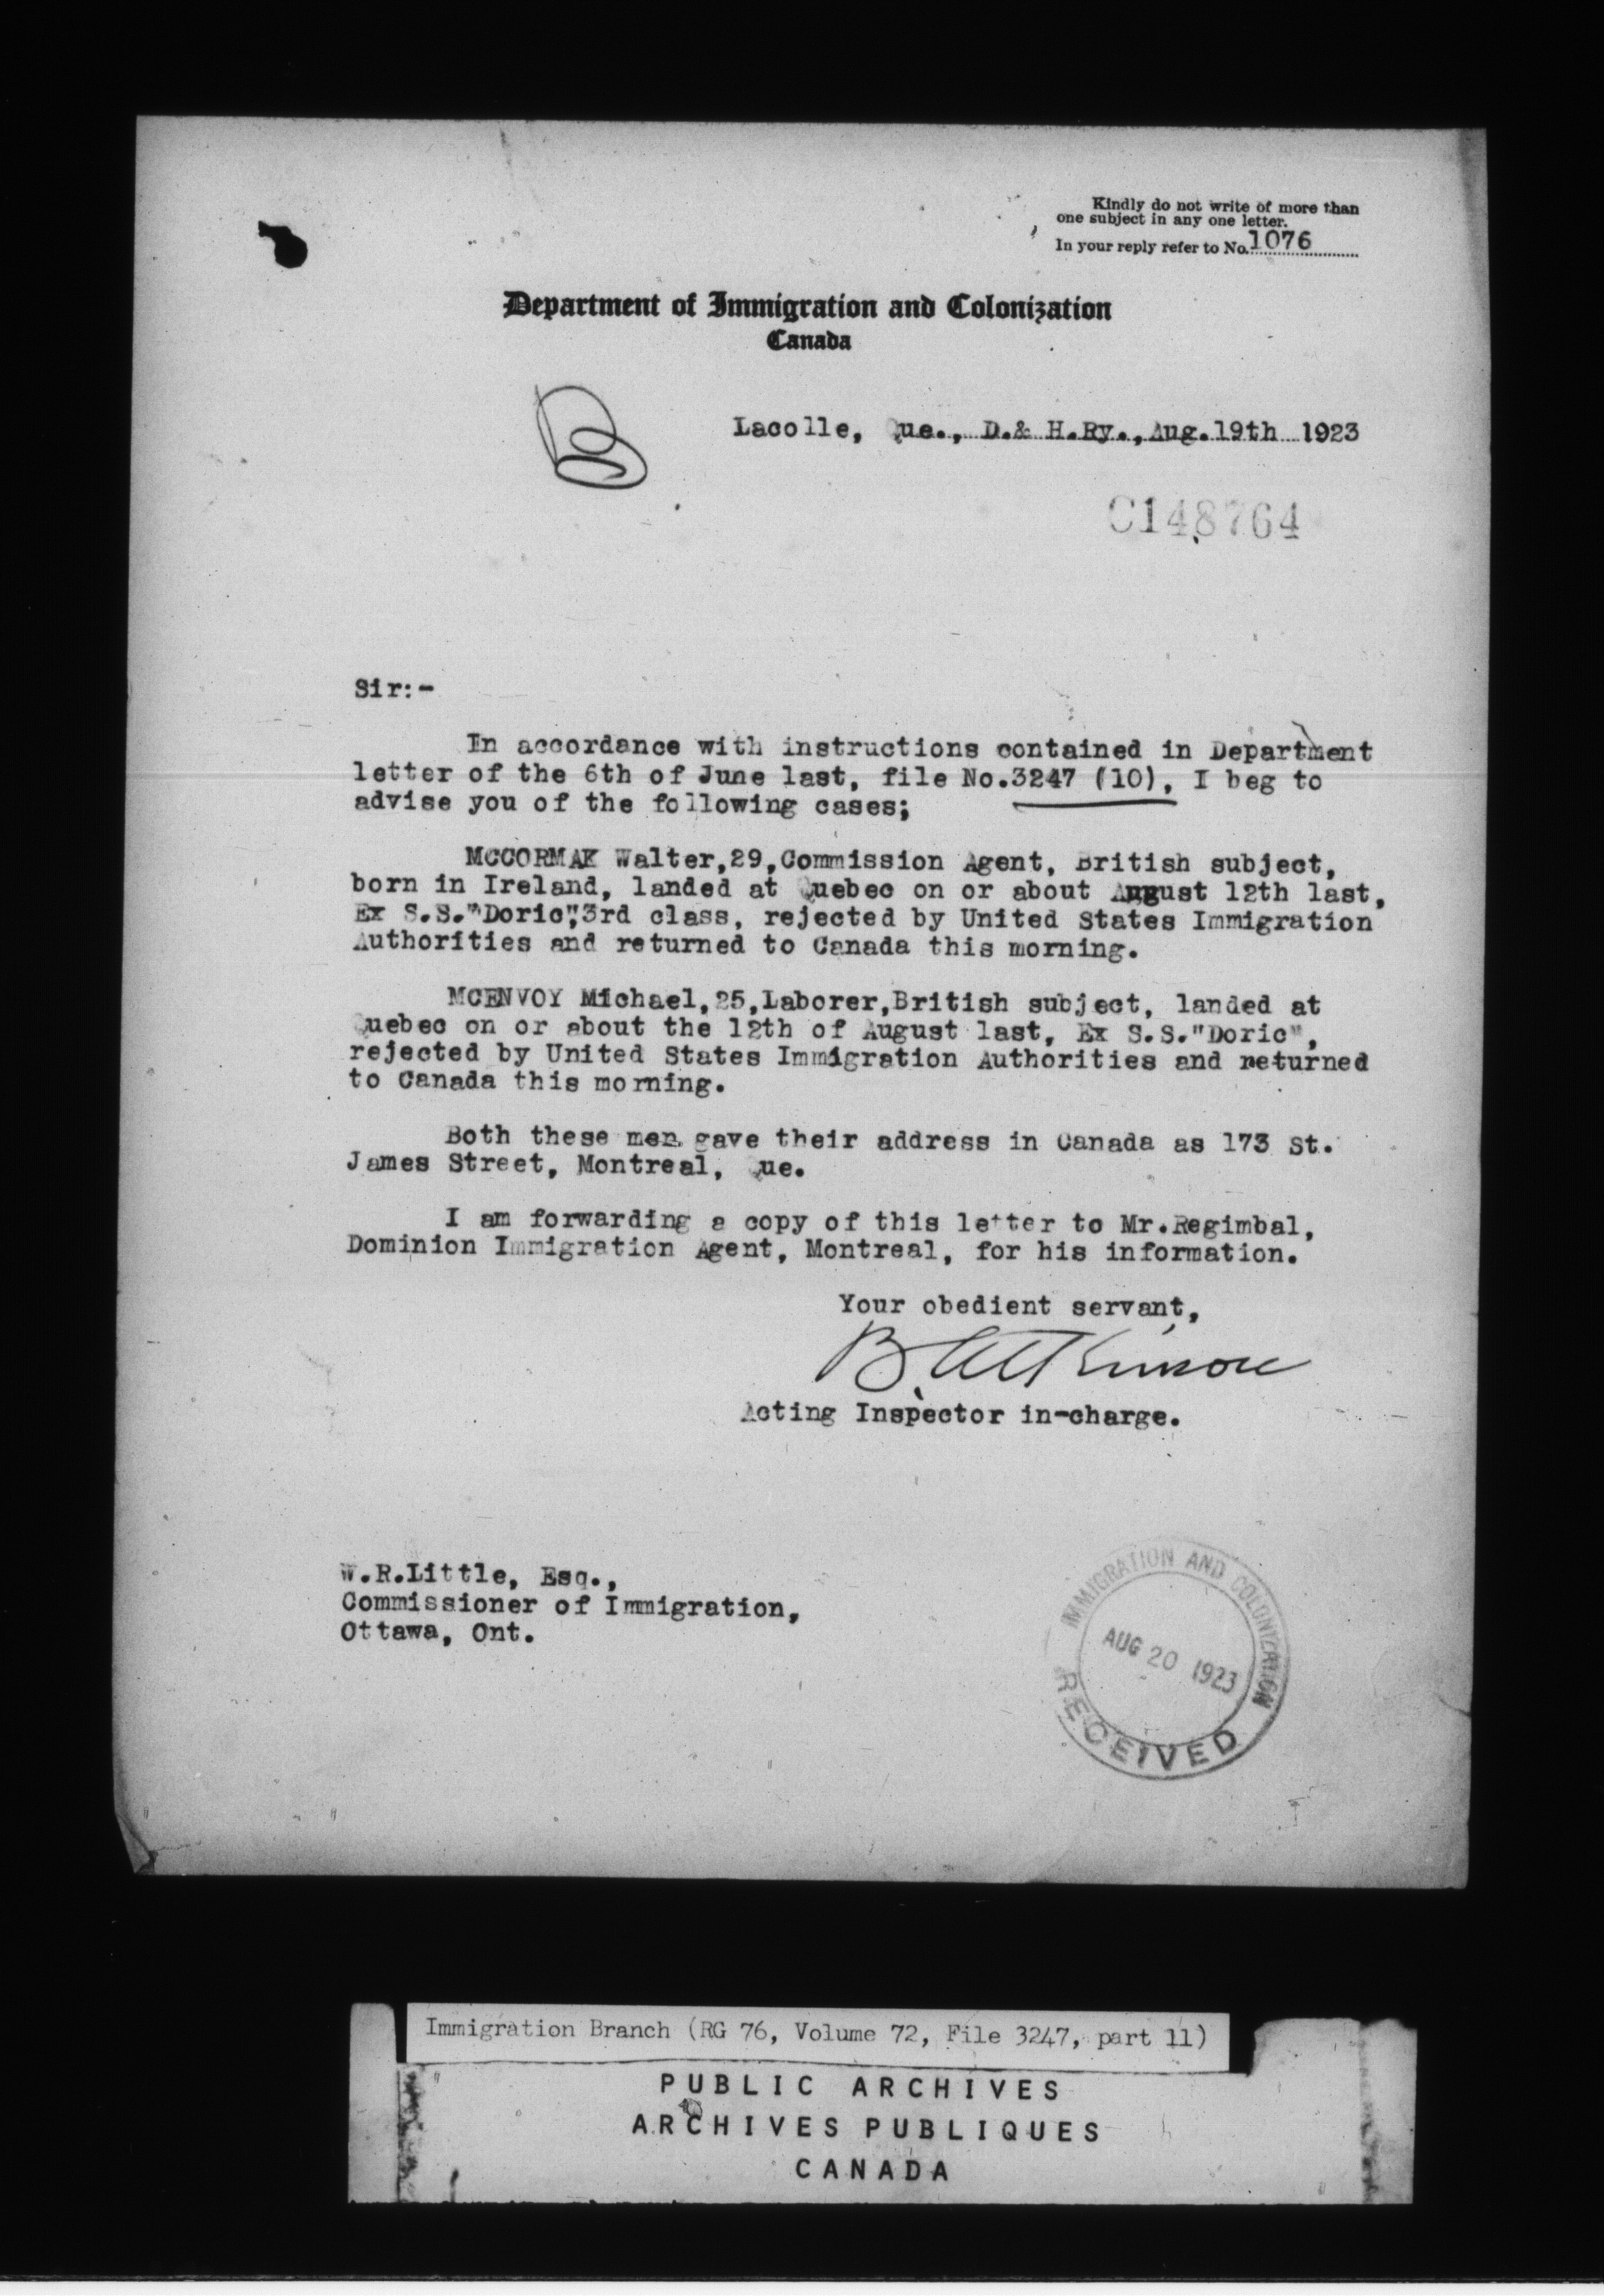 Kindly do not write of more than
one subject in any one letter.
In your reply refer to No. 1076
Department of Immigration and Colonization
Canada
Lacolle, Que., D.& H.Ry., Aug.19th 1923
C148764
Sir:-
In accordance with instructions contained in Department
letter of the 6th of June last, file No.3247 (10), I beg to
advise you of the following cases;
MCCORMAK Walter,29,Commission Agent, British subject,
born in Ireland, landed at Quebec on or about August 12th last,
Ex S.S."Doric",3rd class, rejected by United States Immigration
Authorities and returned to Canada this morning.
MCENVOY Michael,25,Laborer,British subject, landed at
Quebec on or about the 12th of August last, Ex S.S."Doric",
rejected by United States Immigration Authorities and returned
to Canada this morning.
Both these men gave their address in Canada as 173 St.
James Street, Montreal, Que.
I am forwarding a copy of this letter to Mr.Regimbal,
Dominion Immigration Agent, Montreal, for his information.
Your obedient servant,
B. Atkinson
Acting Inspector in-charge.
W.R.Little, Esq.,
Commissioner of Immigration,
Ottawa, Ont.
IMMIGRATION AND COLONIZATION
AUG 20 1923
RECEIVED
Immigration Branch (RG 76, Volume 72, File 3247, part 11)
PUBLIC ARCHIVES
ARCHIVES PUBLIQUES
CANADA